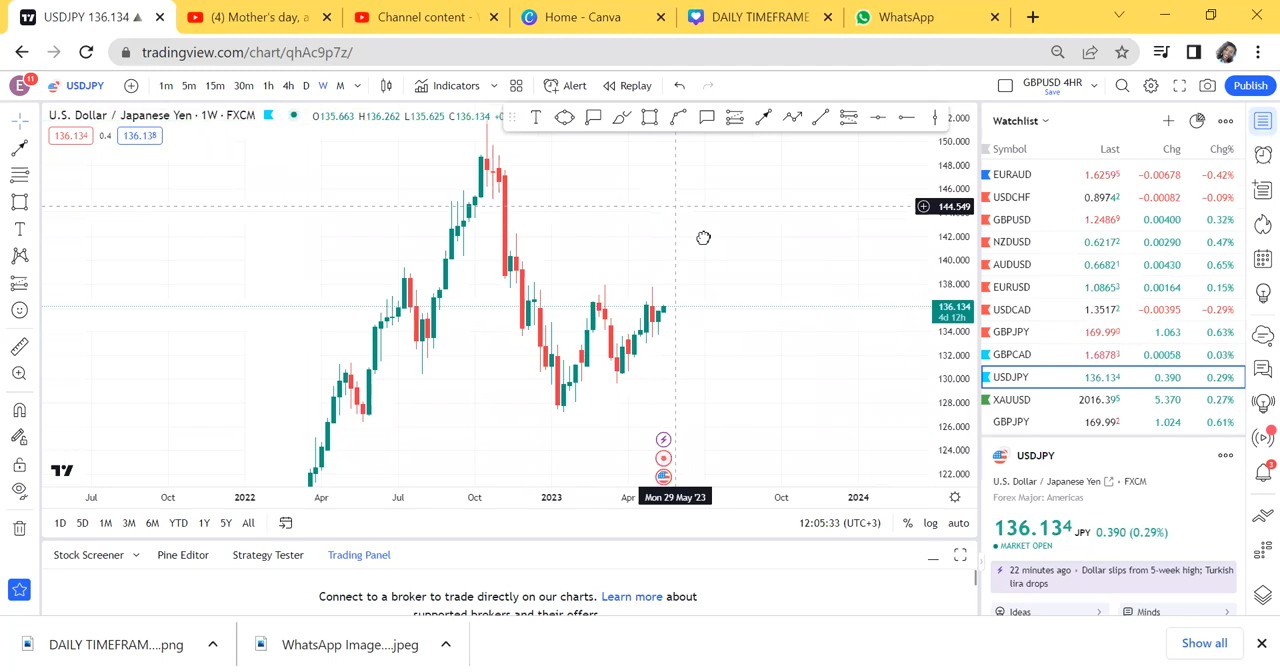 USDJPY 136.134
(4) Mother's day, a
Channel content - Y
Home - Canva
DAILY TIMEFRAME
WhatsApp
tradingview.com/chart/qhAc9p7z/
E
11
USDJPY
1m 5m 15m 30m 1h 4h D W M
Indicators
Alert
Replay
GBPUSD 4HR
Save
Publish
U.S. Dollar / Japanese Yen · 1W · FXCM
O135.663 H136.262 L135.625 C136.134
136.134 0.4 136.138
150.000
148.000
146.000
144.549
142.000
140.000
138.000
136.134
4d 12h
134.000
132.000
130.000
128.000
126.000
124.000
122.000
Jul Oct 2022 Apr Jul Oct 2023 Apr Mon 29 May '23 Oct 2024
1D 5D 1M 3M 6M YTD 1Y 5Y All
12:05:33 (UTC+3) % log auto
Stock Screener Pine Editor Strategy Tester Trading Panel
Connect to a broker to trade directly on our charts. Learn more about
supported brokers and their offers.
Watchlist
Symbol Last Chg Chg%
EURAUD 1.62595 -0.00678 -0.42%
USDCHF 0.89742 -0.00082 -0.09%
GBPUSD 1.24869 0.00400 0.32%
NZDUSD 0.62172 0.00290 0.47%
AUDUSD 0.66821 0.00430 0.65%
EURUSD 1.08653 0.00164 0.15%
USDCAD 1.35172 -0.00395 -0.29%
GBPJPY 169.990 1.063 0.63%
GBPCAD 1.68783 0.00058 0.03%
USDJPY 136.134 0.390 0.29%
XAUUSD 2016.395 5.370 0.27%
GBPJPY 169.992 1.024 0.61%
USDJPY
U.S. Dollar / Japanese Yen · FXCM
Forex Major: Americas
136.134 JPY 0.390 (0.29%)
MARKET OPEN
22 minutes ago · Dollar slips from 5-week high; Turkish
lira drops
Ideas
Minds
3
DAILY TIMEFRAM....png
WhatsApp Image....jpeg
Show all